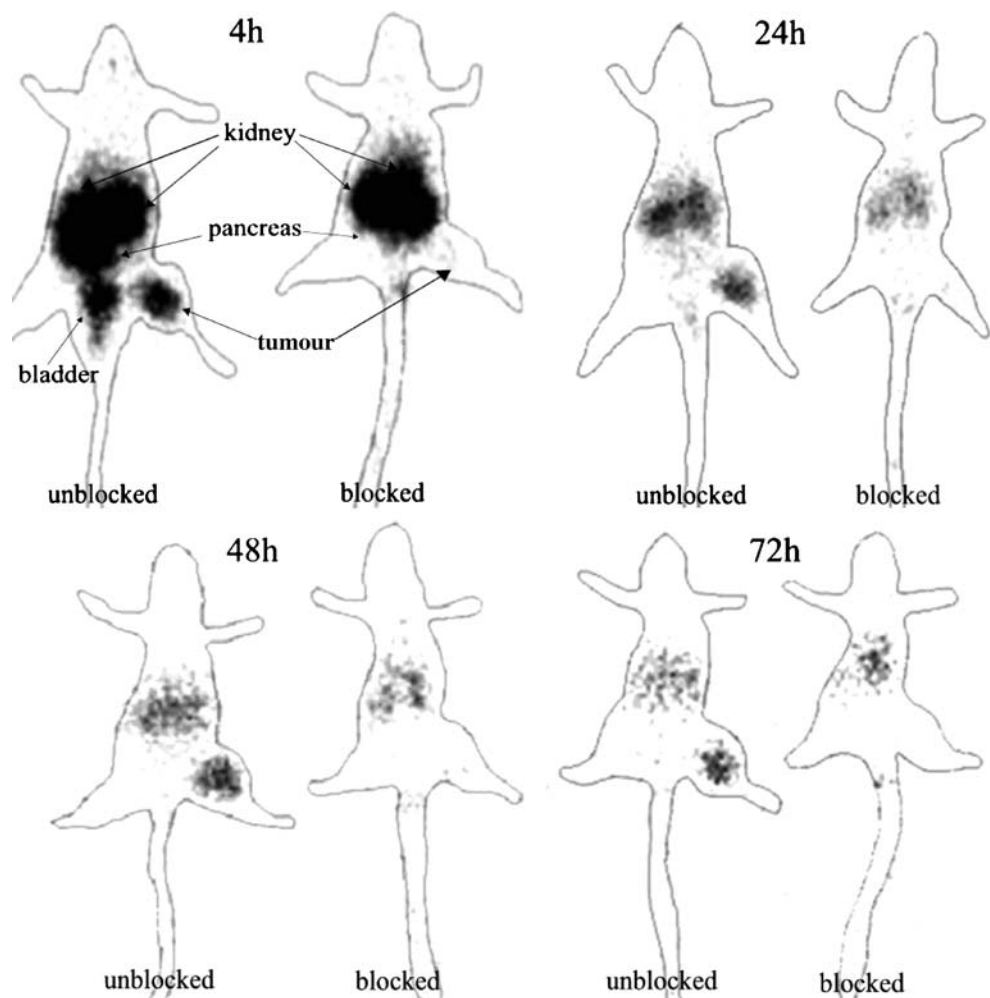 4h
24h
kidney
pancreas
tumour
bladder
unblocked
blocked
unblocked
blocked
48h
72h
unblocked
blocked
unblocked
blocked